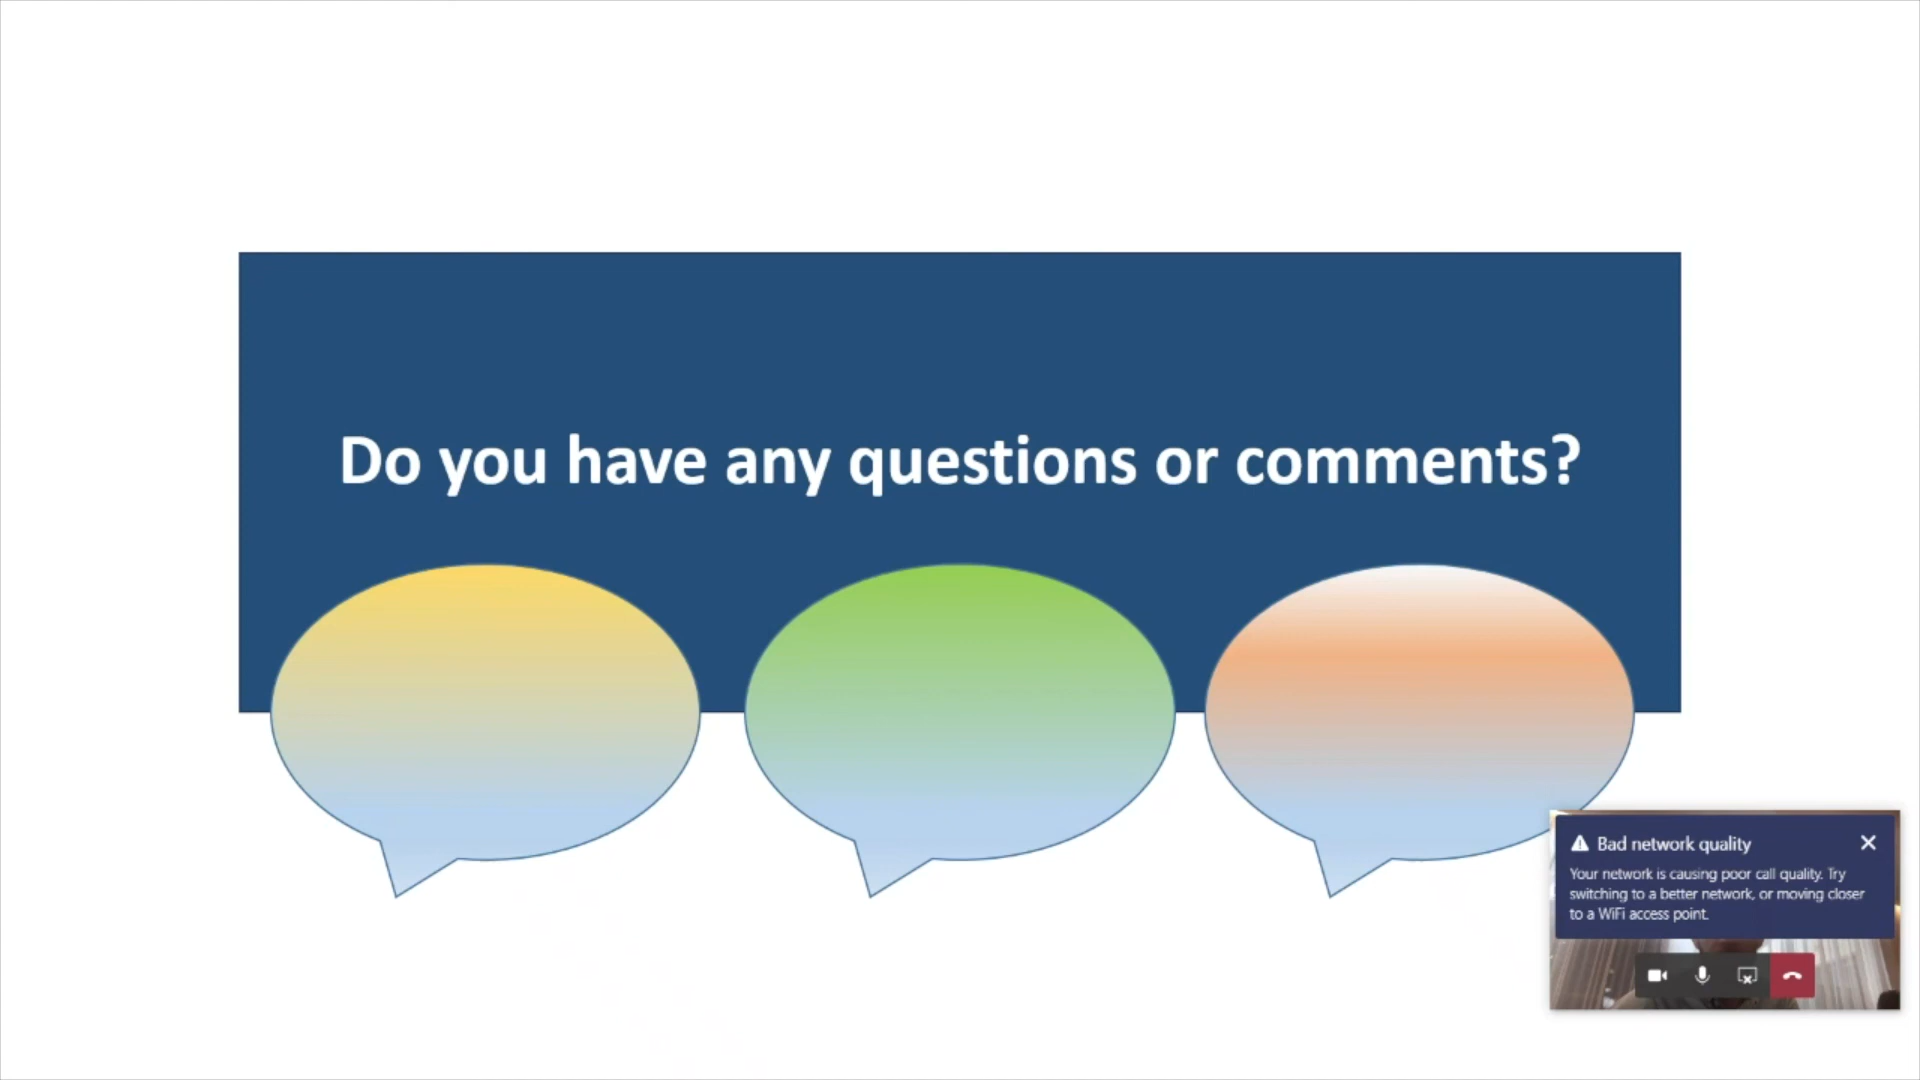 Do you have any questions or comments?
Bad network quality
Your network is causing poor call quality. Try
switching to a better network, or moving closer
to a WiFi access point.